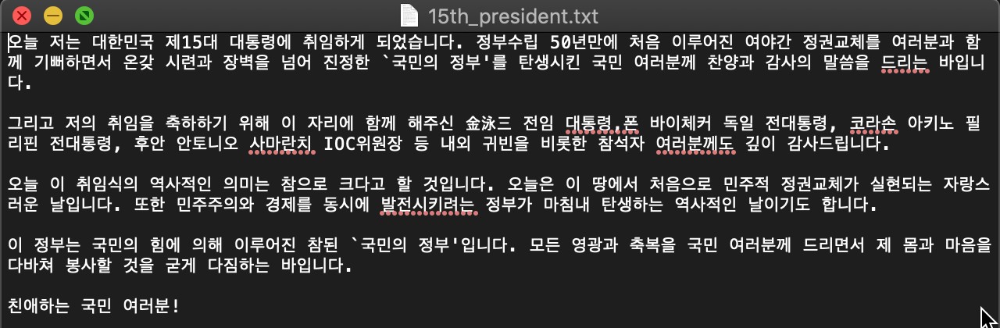 15th_president.txt
오늘 저는 대한민국 제15대 대통령에 취임하게 되었습니다. 정부수립 50년만에 처음 이루어진 여야간 정권교체를 여러분과 함
께 기뻐하면서 온갖 시련과 장벽을 넘어 진정한 `국민의 정부'를 탄생시킨 국민 여러분께 찬양과 감사의 말씀을 드리는 바입니
다.
그리고 저의 취임을 축하하기 위해 이 자리에 함께 해주신 金泳三 전임 대통령,폰 바이체커 독일 전대통령, 코라손 아키노 필
리핀 전대통령, 후안 안토니오 사마란치 IOC위원장 등 내외 귀빈을 비롯한 참석자 여러분께도 깊이 감사드립니다.
오늘 이 취임식의 역사적인 의미는 참으로 크다고 할 것입니다. 오늘은 이 땅에서 처음으로 민주적 정권교체가 실현되는 자랑스
러운 날입니다. 또한 민주주의와 경제를 동시에 발전시키려는 정부가 마침내 탄생하는 역사적인 날이기도 합니다.
이 정부는 국민의 힘에 의해 이루어진 참된 `국민의 정부'입니다. 모든 영광과 축복을 국민 여러분께 드리면서 제 몸과 마음을
다바쳐 봉사할 것을 굳게 다짐하는 바입니다.
친애하는 국민 여러분!